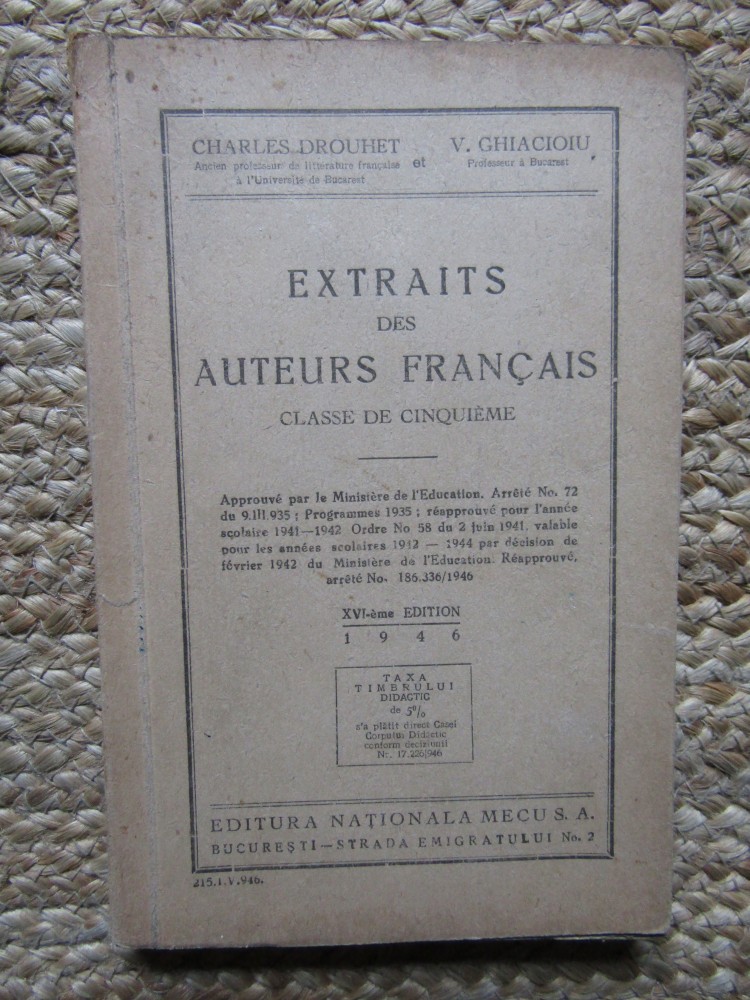 CHARLES DROUHET et V. GHIACIOIU
Ancien professeur de littérature française Professeur à Bucarest
à l'Université de Bucarest
EXTRAITS
DES
AUTEURS FRANÇAIS
CLASSE DE CINQUIÈME
Approuvé par le Ministère de l'Education. Arrêté No. 72
du 9.III.935 ; Programmes 1935 ; réapprouvé pour l'année
scolaire 1941—1942 Ordre No 58 du 2 juin 1941, valable
pour les années scolaires 1942 — 1944 par décision de
février 1942 du Ministère de l'Education. Réapprouvé,
arrêté No. 186.336/1946
XVI-ème EDITION
1 9 4 6
TAXA
TIMBRULUI
DIDACTIC
de 5%
s'a plătit direct Casei
Corpului Didactic
conform deciziunii
Nr. 17.226/946
EDITURA NAŢIONALA MECU S. A.
BUCUREŞTI — STRADA EMIGRATULUI No. 2
215.I.V.946.